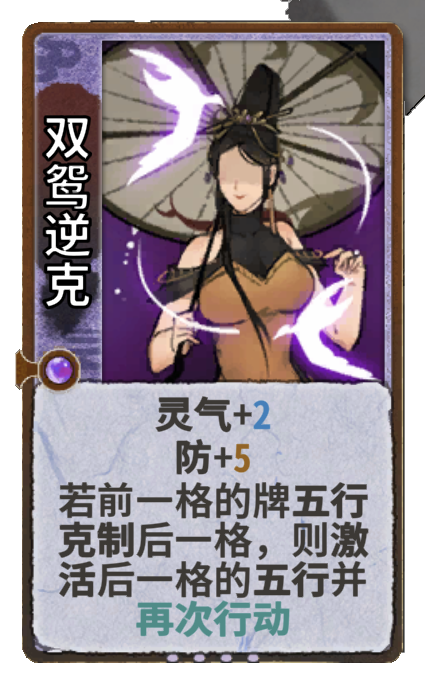 双鸳逆克
灵气+2
防+5
若前一格的牌五行
克制后一格，则激
活后一格的五行并
再次行动